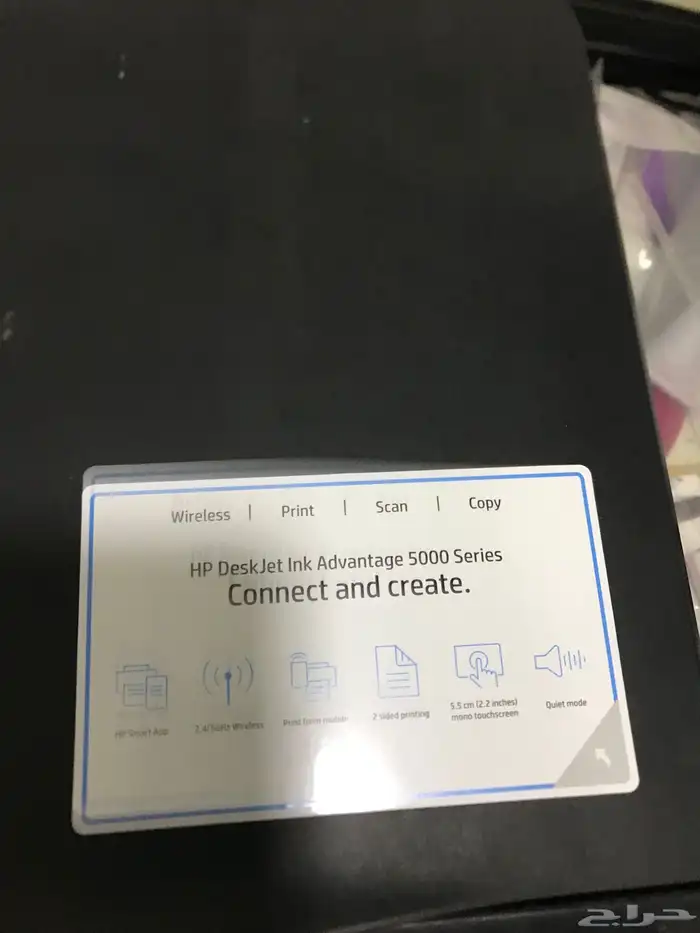 Wireless | Print | Scan | Copy
HP DeskJet Ink Advantage 5000 Series
Connect and create.
HP Smart App
2.4/5GHz Wireless
Print from mobile
2 sided printing
5.5 cm (2.2 inches)
mono touchscreen
Quiet mode
حراج